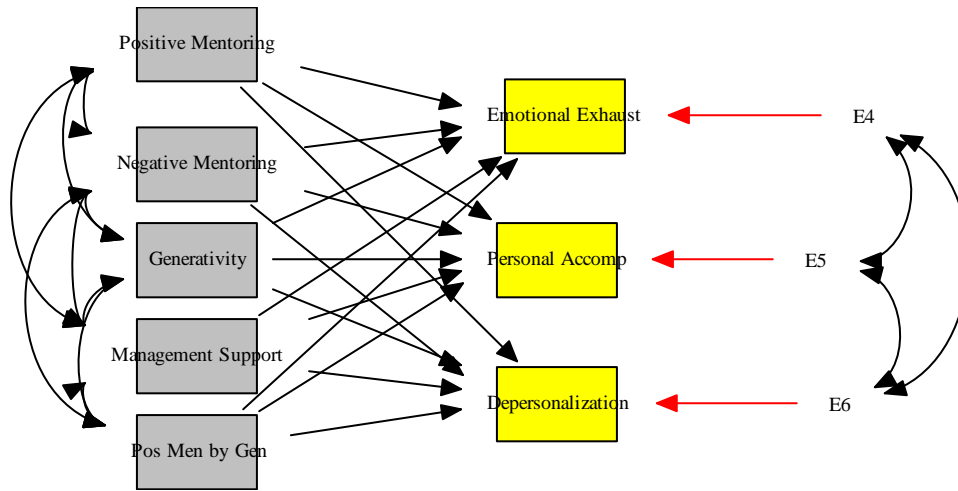 Positive Mentoring
Negative Mentoring
Generativity
Management Support
Pos Men by Gen
Emotional Exhaust
Personal Accomp
Depersonalization
E4
E5
E6